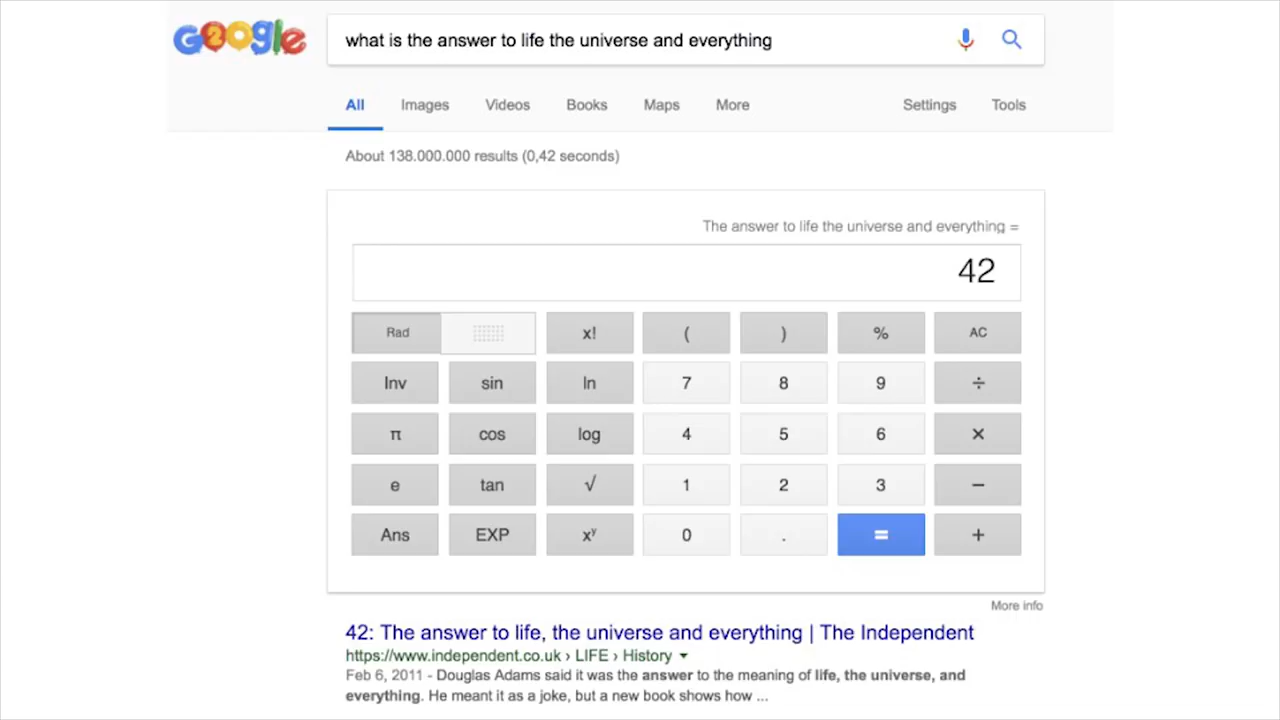 Google
what is the answer to life the universe and everything
All Images Videos Books Maps More Settings Tools
About 138.000.000 results (0,42 seconds)
The answer to life the universe and everything =
42
Rad x! ( ) % AC
Inv sin ln 7 8 9 ÷
π cos log 4 5 6 ×
e tan √ 1 2 3 −
Ans EXP xʸ 0 . = +
More info
42: The answer to life, the universe and everything | The Independent
https://www.independent.co.uk › LIFE › History
Feb 6, 2011 - Douglas Adams said it was the answer to the meaning of life, the universe, and
everything. He meant it as a joke, but a new book shows how ...